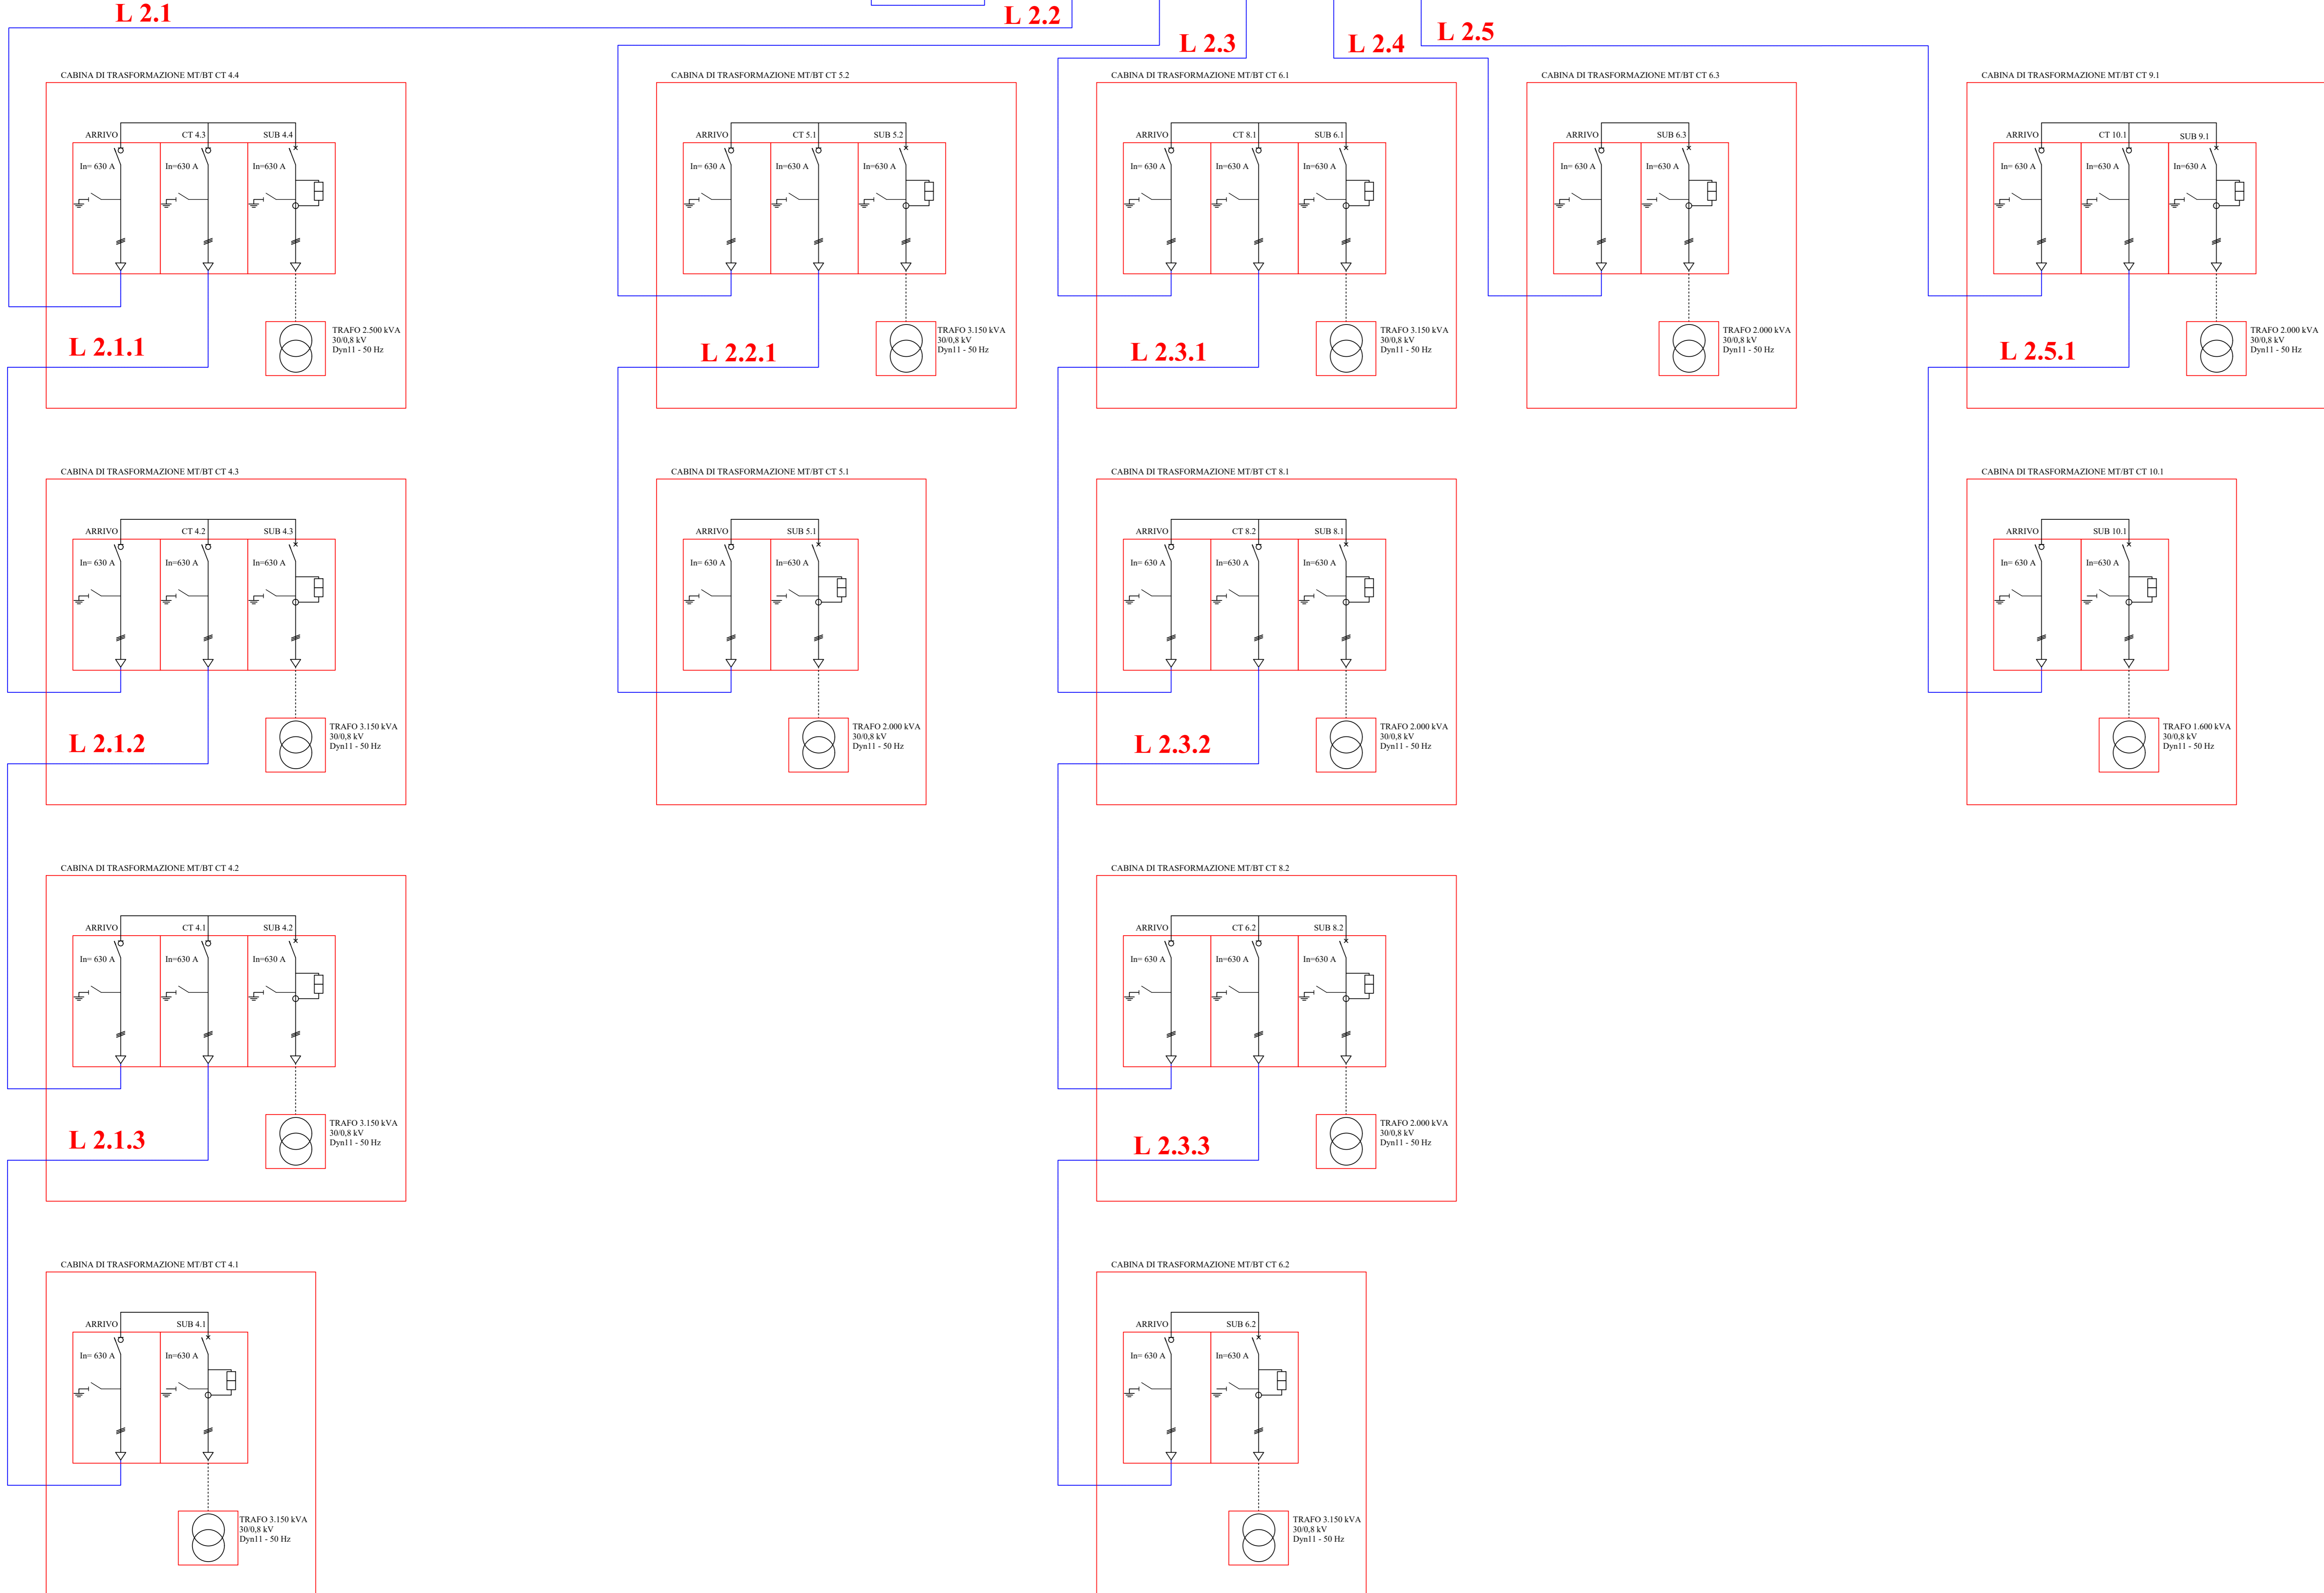 L 2.1
L 2.2
L 2.3
L 2.4
L 2.5
CABINA DI TRASFORMAZIONE MT/BT CT 4.4
ARRIVO
CT 4.3
SUB 4.4
In= 630 A
In=630 A
In=630 A
TRAFO 2.500 kVA
30/0,8 kV
Dyn11 - 50 Hz
L 2.1.1
CABINA DI TRASFORMAZIONE MT/BT CT 5.2
ARRIVO
CT 5.1
SUB 5.2
In= 630 A
In=630 A
In=630 A
TRAFO 3.150 kVA
30/0,8 kV
Dyn11 - 50 Hz
L 2.2.1
CABINA DI TRASFORMAZIONE MT/BT CT 6.1
ARRIVO
CT 8.1
SUB 6.1
In= 630 A
In=630 A
In=630 A
TRAFO 3.150 kVA
30/0,8 kV
Dyn11 - 50 Hz
L 2.3.1
CABINA DI TRASFORMAZIONE MT/BT CT 6.3
ARRIVO
SUB 6.3
In= 630 A
In=630 A
TRAFO 2.000 kVA
30/0,8 kV
Dyn11 - 50 Hz
CABINA DI TRASFORMAZIONE MT/BT CT 9.1
ARRIVO
CT 10.1
SUB 9.1
In= 630 A
In=630 A
In=630 A
TRAFO 2.000 kVA
30/0,8 kV
Dyn11 - 50 Hz
L 2.5.1
CABINA DI TRASFORMAZIONE MT/BT CT 4.3
ARRIVO
CT 4.2
SUB 4.3
In= 630 A
In=630 A
In=630 A
TRAFO 3.150 kVA
30/0,8 kV
Dyn11 - 50 Hz
L 2.1.2
CABINA DI TRASFORMAZIONE MT/BT CT 5.1
ARRIVO
SUB 5.1
In= 630 A
In=630 A
TRAFO 2.000 kVA
30/0,8 kV
Dyn11 - 50 Hz
CABINA DI TRASFORMAZIONE MT/BT CT 8.1
ARRIVO
CT 8.2
SUB 8.1
In= 630 A
In=630 A
In=630 A
TRAFO 2.000 kVA
30/0,8 kV
Dyn11 - 50 Hz
L 2.3.2
CABINA DI TRASFORMAZIONE MT/BT CT 10.1
ARRIVO
SUB 10.1
In= 630 A
In=630 A
TRAFO 1.600 kVA
30/0,8 kV
Dyn11 - 50 Hz
CABINA DI TRASFORMAZIONE MT/BT CT 4.2
ARRIVO
CT 4.1
SUB 4.2
In= 630 A
In=630 A
In=630 A
TRAFO 3.150 kVA
30/0,8 kV
Dyn11 - 50 Hz
L 2.1.3
CABINA DI TRASFORMAZIONE MT/BT CT 8.2
ARRIVO
CT 6.2
SUB 8.2
In= 630 A
In=630 A
In=630 A
TRAFO 2.000 kVA
30/0,8 kV
Dyn11 - 50 Hz
L 2.3.3
CABINA DI TRASFORMAZIONE MT/BT CT 4.1
ARRIVO
SUB 4.1
In= 630 A
In=630 A
TRAFO 3.150 kVA
30/0,8 kV
Dyn11 - 50 Hz
CABINA DI TRASFORMAZIONE MT/BT CT 6.2
ARRIVO
SUB 6.2
In= 630 A
In=630 A
TRAFO 3.150 kVA
30/0,8 kV
Dyn11 - 50 Hz